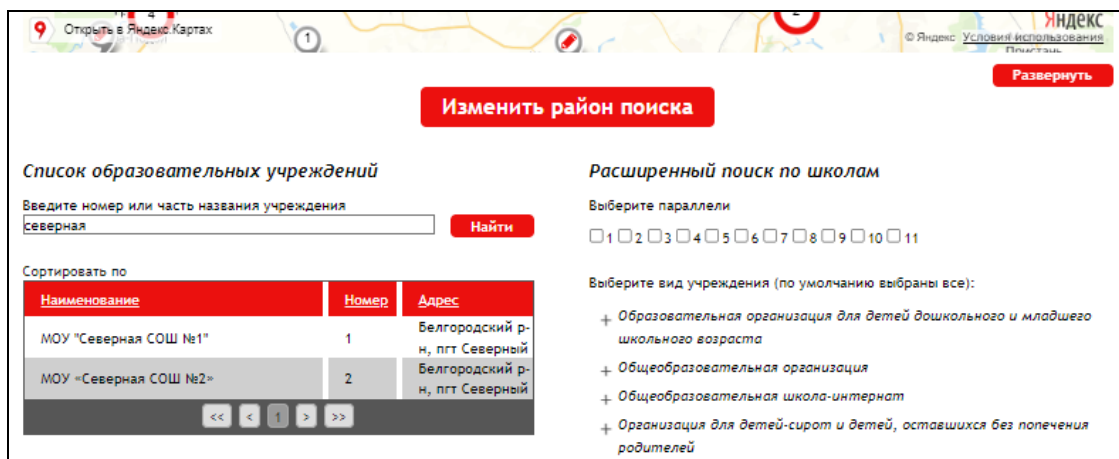 4
2
Открыть в Яндекс.Картах
1
Яндекс
© Яндекс Условия использования
Пристань
Развернуть
Изменить район поиска
Список образовательных учреждений
Введите номер или часть названия учреждения
северная
Найти
Сортировать по
Наименование Номер Адрес
МОУ "Северная СОШ №1" 1 Белгородский р-
н, пгт Северный
МОУ «Северная СОШ №2» 2 Белгородский р-
н, пгт Северный
<< < 1 > >>
Расширенный поиск по школам
Выберите параллели
1 2 3 4 5 6 7 8 9 10 11
Выберите вид учреждения (по умолчанию выбраны все):
+ Образовательная организация для детей дошкольного и младшего
школьного возраста
+ Общеобразовательная организация
+ Общеобразовательная школа-интернат
+ Организация для детей-сирот и детей, оставшихся без попечения
родителей